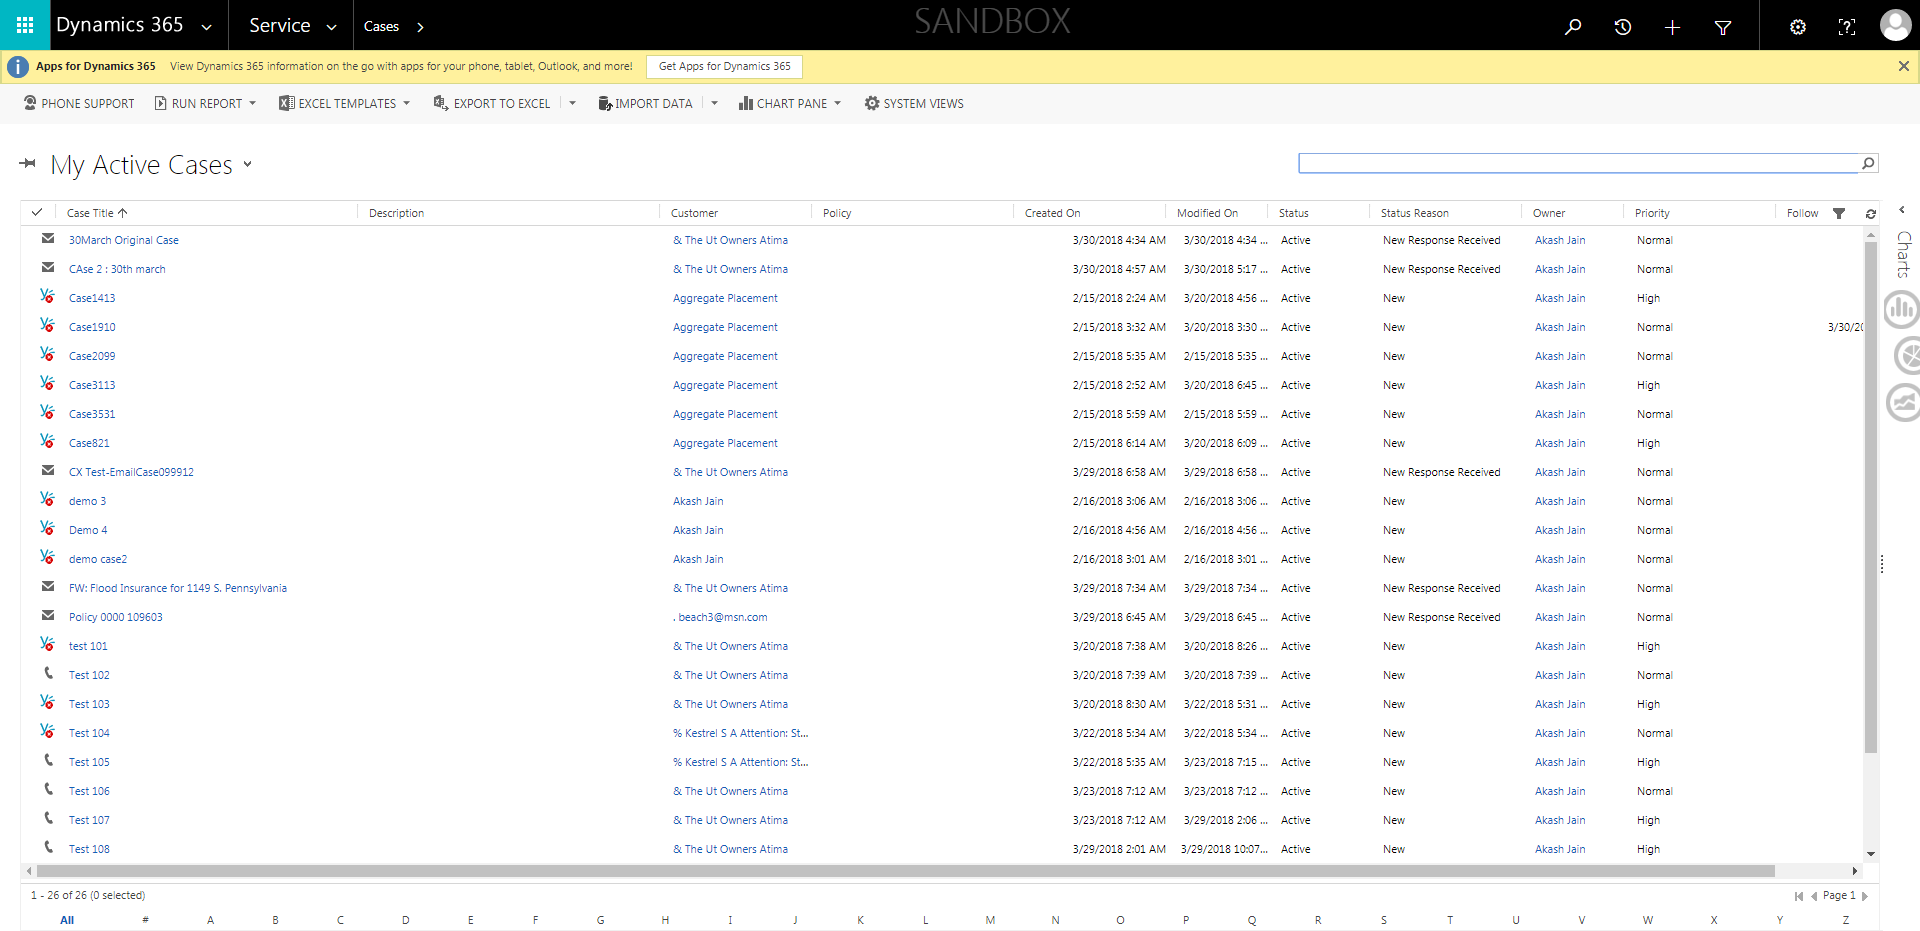 Dynamics 365 Service Cases SANDBOX
Apps for Dynamics 365 View Dynamics 365 information on the go with apps for your phone, tablet, Outlook, and more! Get Apps for Dynamics 365
PHONE SUPPORT RUN REPORT EXCEL TEMPLATES EXPORT TO EXCEL IMPORT DATA CHART PANE SYSTEM VIEWS
My Active Cases
Case Title Description Customer Policy Created On Modified On Status Status Reason Owner Priority Follow
30March Original Case & The Ut Owners Atima 3/30/2018 4:34 AM 3/30/2018 4:34 ... Active New Response Received Akash Jain Normal
CAse 2 : 30th march & The Ut Owners Atima 3/30/2018 4:57 AM 3/30/2018 5:17 ... Active New Response Received Akash Jain Normal
Case1413 Aggregate Placement 2/15/2018 2:24 AM 3/20/2018 4:56 ... Active New Akash Jain High
Case1910 Aggregate Placement 2/15/2018 3:32 AM 3/20/2018 3:30 ... Active New Akash Jain Normal 3/30/20
Case2099 Aggregate Placement 2/15/2018 5:35 AM 2/15/2018 5:35 ... Active New Akash Jain Normal
Case3113 Aggregate Placement 2/15/2018 2:52 AM 3/20/2018 6:45 ... Active New Akash Jain High
Case3531 Aggregate Placement 2/15/2018 5:59 AM 2/15/2018 5:59 ... Active New Akash Jain Normal
Case821 Aggregate Placement 2/15/2018 6:14 AM 3/20/2018 6:09 ... Active New Akash Jain High
CX Test-EmailCase099912 & The Ut Owners Atima 3/29/2018 6:58 AM 3/29/2018 6:58 ... Active New Response Received Akash Jain Normal
demo 3 Akash Jain 2/16/2018 3:06 AM 2/16/2018 3:06 ... Active New Akash Jain Normal
Demo 4 Akash Jain 2/16/2018 4:56 AM 2/16/2018 4:56 ... Active New Akash Jain Normal
demo case2 Akash Jain 2/16/2018 3:01 AM 2/16/2018 3:01 ... Active New Akash Jain Normal
FW: Flood Insurance for 1149 S. Pennsylvania & The Ut Owners Atima 3/29/2018 7:34 AM 3/29/2018 7:34 ... Active New Response Received Akash Jain Normal
Policy 0000 109603 . beach3@msn.com 3/29/2018 6:45 AM 3/29/2018 6:45 ... Active New Response Received Akash Jain Normal
test 101 & The Ut Owners Atima 3/20/2018 7:38 AM 3/20/2018 8:26 ... Active New Akash Jain High
Test 102 & The Ut Owners Atima 3/20/2018 7:39 AM 3/20/2018 7:39 ... Active New Akash Jain Normal
Test 103 & The Ut Owners Atima 3/20/2018 8:30 AM 3/22/2018 5:31 ... Active New Akash Jain High
Test 104 % Kestrel S A Attention: St... 3/22/2018 5:34 AM 3/22/2018 5:34 ... Active New Akash Jain Normal
Test 105 % Kestrel S A Attention: St... 3/22/2018 5:35 AM 3/23/2018 7:15 ... Active New Akash Jain High
Test 106 & The Ut Owners Atima 3/23/2018 7:12 AM 3/23/2018 7:12 ... Active New Akash Jain Normal
Test 107 & The Ut Owners Atima 3/23/2018 7:12 AM 3/29/2018 2:06 ... Active New Akash Jain High
Test 108 & The Ut Owners Atima 3/29/2018 2:01 AM 3/29/2018 10:07... Active New Akash Jain High
Charts
1 - 26 of 26 (0 selected) Page 1
All # A B C D E F G H I J K L M N O P Q R S T U V W X Y Z